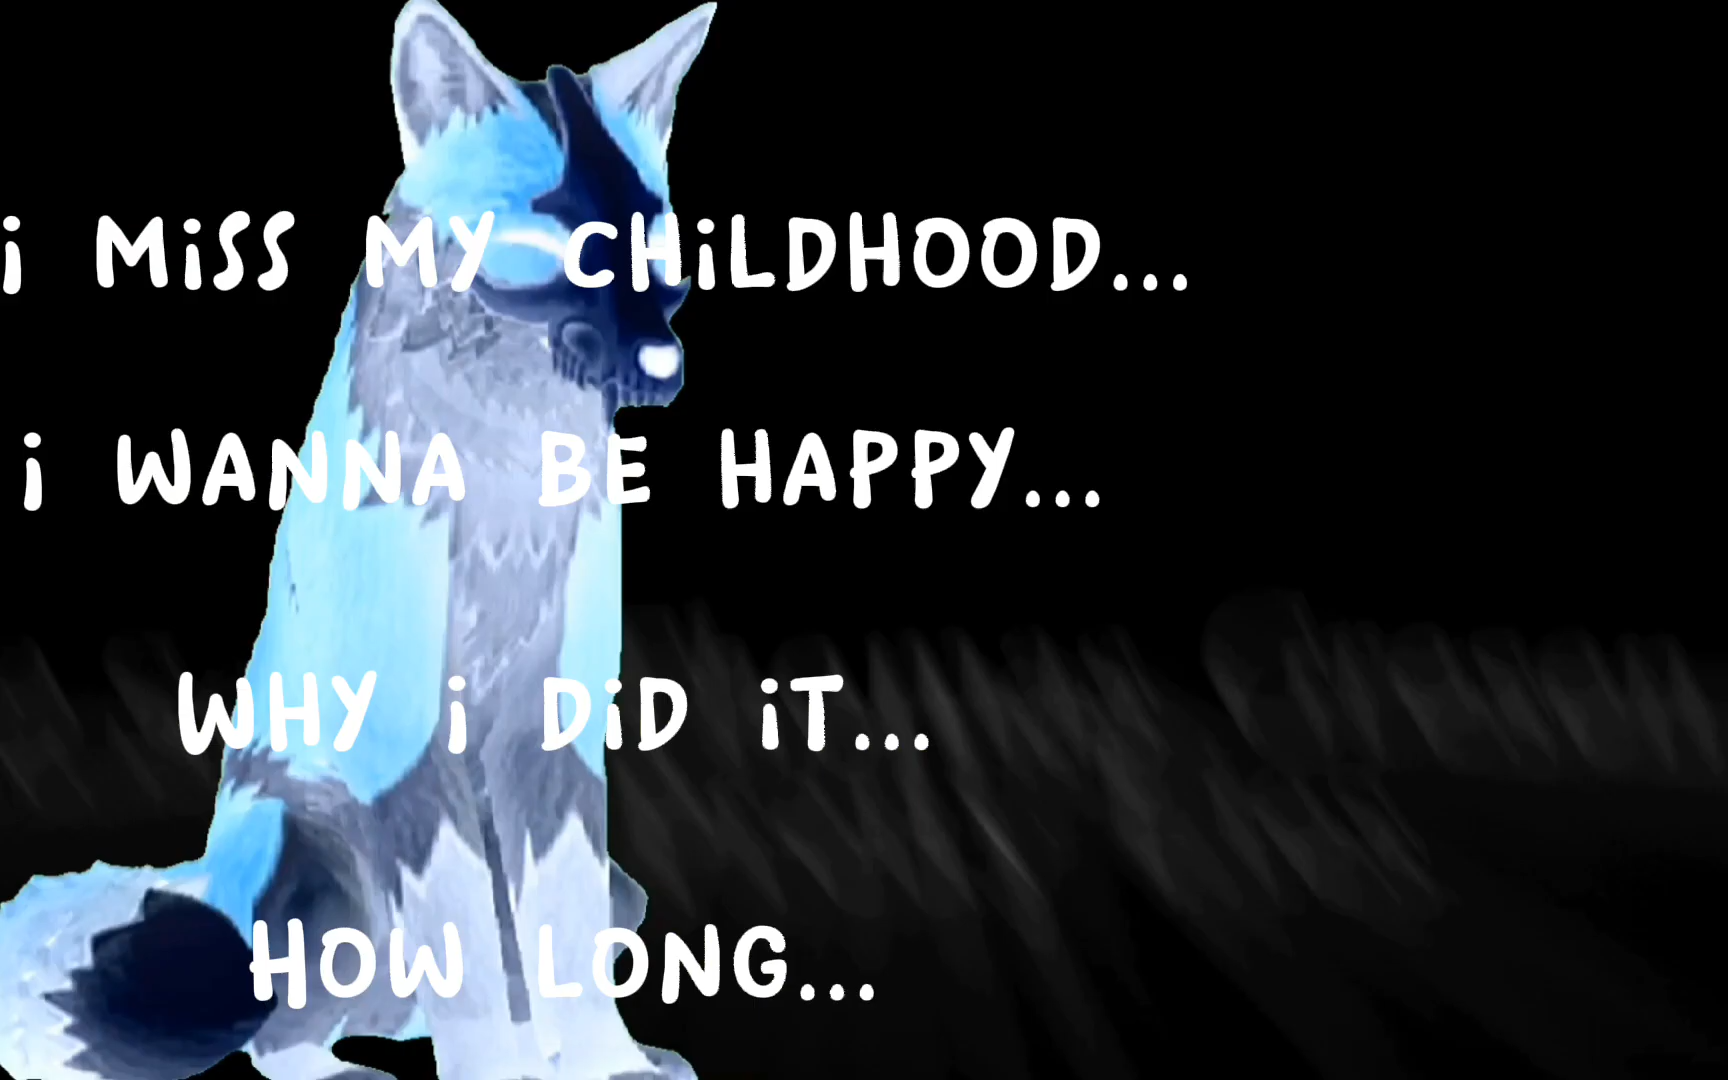 i MiSS MY CHiLDHOOD...
i WANNA BE HAPPY...
WHY i DiD iT...
HOW LONG...